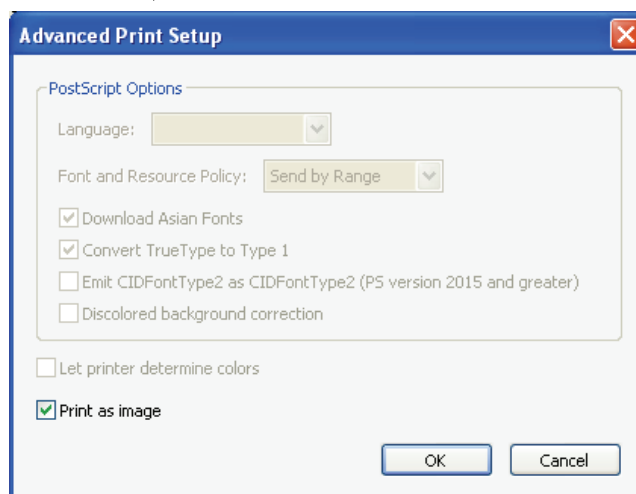 Advanced Print Setup
PostScript Options
Language:
Font and Resource Policy: Send by Range
Download Asian Fonts
Convert TrueType to Type 1
Emit CIDFontType2 as CIDFontType2 (PS version 2015 and greater)
Discolored background correction
Let printer determine colors
Print as image
OK Cancel